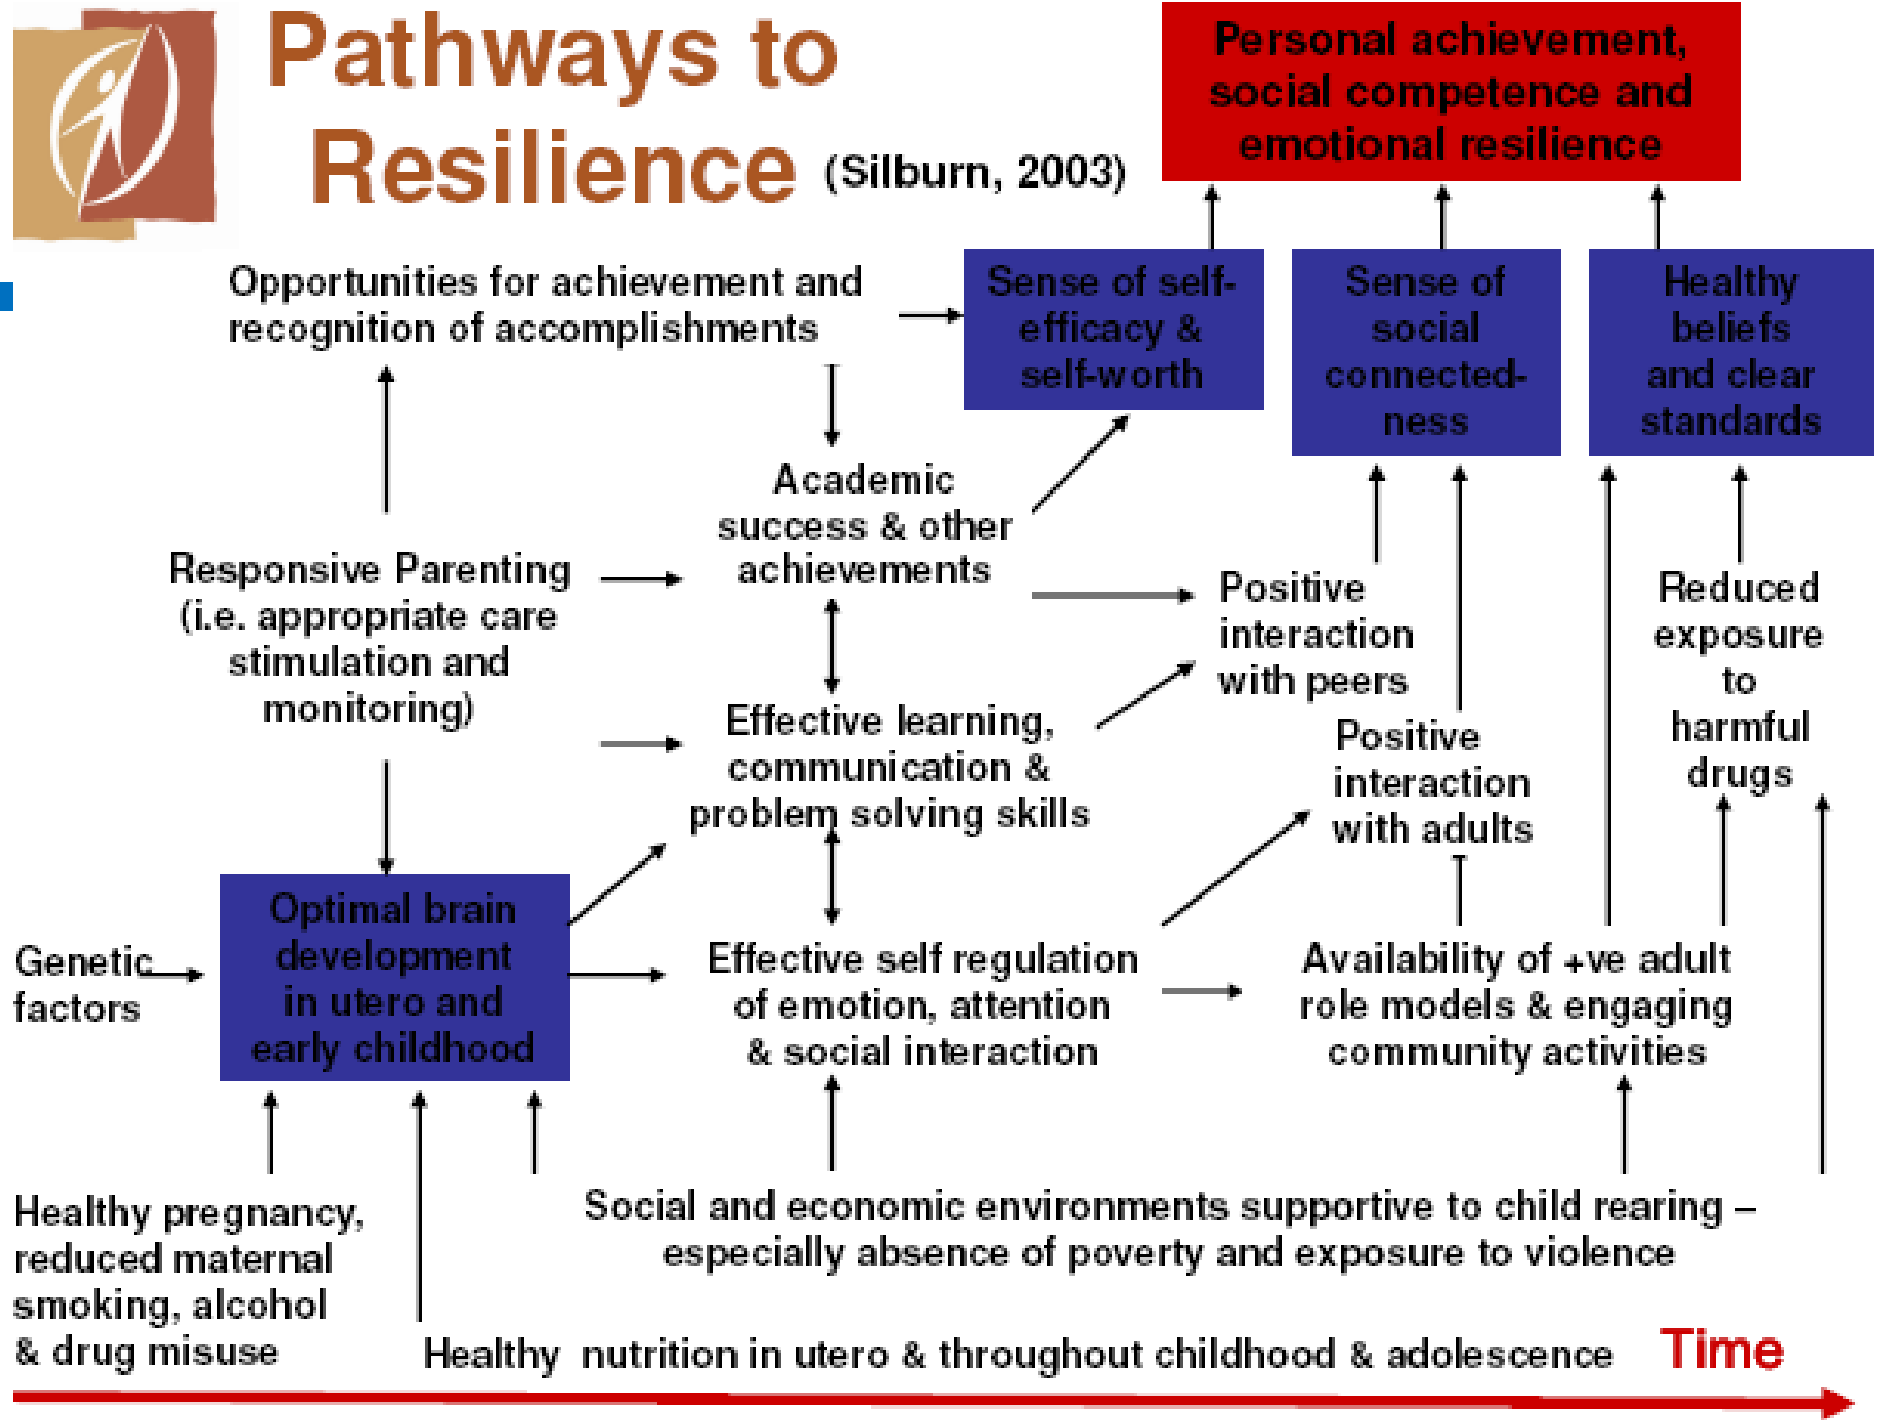 Pathways to
Resilience (Silburn, 2003)
Personal achievement,
social competence and
emotional resilience
Opportunities for achievement and
recognition of accomplishments
Sense of self-
efficacy &
self-worth
Sense of
social
connected-
ness
Healthy
beliefs
and clear
standards
Academic
success & other
achievements
Responsive Parenting
(i.e. appropriate care
stimulation and
monitoring)
Positive
interaction
with peers
Reduced
exposure
to
harmful
drugs
Effective learning,
communication &
problem solving skills
Positive
interaction
with adults
Genetic
factors
Optimal brain
development
in utero and
early childhood
Effective self regulation
of emotion, attention
& social interaction
Availability of +ve adult
role models & engaging
community activities
Healthy pregnancy,
reduced maternal
smoking, alcohol
& drug misuse
Social and economic environments supportive to child rearing –
especially absence of poverty and exposure to violence
Healthy nutrition in utero & throughout childhood & adolescence
Time